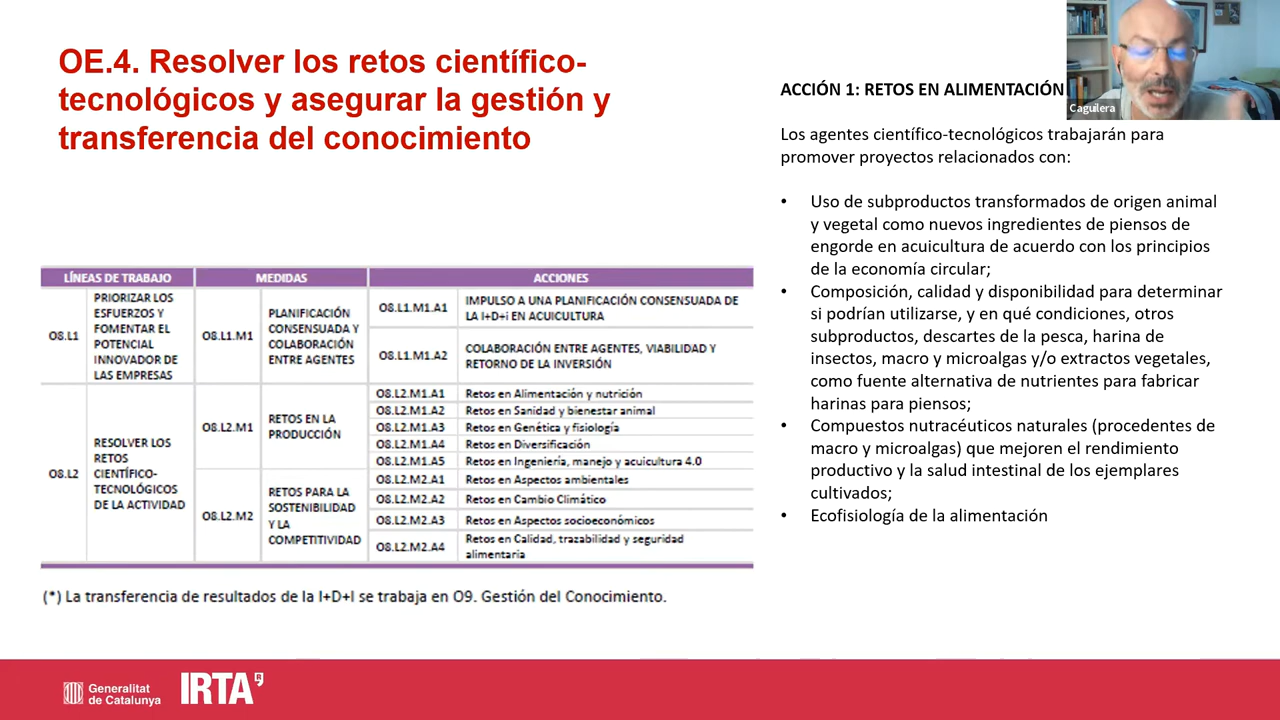 OE.4. Resolver los retos científico-
tecnológicos y asegurar la gestión y
transferencia del conocimiento
LÍNEAS DE TRABAJO
MEDIDAS
ACCIONES
O8.L1
PRIORIZAR LOS
ESFUERZOS Y
FOMENTAR EL
POTENCIAL
INNOVADOR DE
LAS EMPRESAS
O8.L1.M1
PLANIFICACIÓN
CONSENSUADA Y
COLABORACIÓN
ENTRE AGENTES
O8.L1.M1.A1
IMPULSO A UNA PLANIFICACIÓN CONSENSUADA DE
LA I+D+i EN ACUICULTURA
O8.L1.M1.A2
COLABORACIÓN ENTRE AGENTES, VIABILIDAD Y
RETORNO DE LA INVERSIÓN
O8.L2
RESOLVER LOS
RETOS
CIENTÍFICO-
TECNOLÓGICOS
DE LA ACTIVIDAD
O8.L2.M1
RETOS EN LA
PRODUCCIÓN
O8.L2.M1.A1 Retos en Alimentación y nutrición
O8.L2.M1.A2 Retos en Sanidad y bienestar animal
O8.L2.M1.A3 Retos en Genética y fisiología
O8.L2.M1.A4 Retos en Diversificación
O8.L2.M1.A5 Retos en Ingeniería, manejo y acuicultura 4.0
O8.L2.M2
RETOS PARA LA
SOSTENIBILIDAD
Y LA
COMPETITIVIDAD
O8.L2.M2.A1 Retos en Aspectos ambientales
O8.L2.M2.A2 Retos en Cambio Climático
O8.L2.M2.A3 Retos en Aspectos socioeconómicos
O8.L2.M2.A4 Retos en Calidad, trazabilidad y seguridad
alimentaria
(*) La transferencia de resultados de la I+D+I se trabaja en O9. Gestión del Conocimiento.
ACCIÓN 1: RETOS EN ALIMENTACIÓN
Los agentes científico-tecnológicos trabajarán para
promover proyectos relacionados con:
• Uso de subproductos transformados de origen animal
y vegetal como nuevos ingredientes de piensos de
engorde en acuicultura de acuerdo con los principios
de la economía circular;
• Composición, calidad y disponibilidad para determinar
si podrían utilizarse, y en qué condiciones, otros
subproductos, descartes de la pesca, harina de
insectos, macro y microalgas y/o extractos vegetales,
como fuente alternativa de nutrientes para fabricar
harinas para piensos;
• Compuestos nutracéuticos naturales (procedentes de
macro y microalgas) que mejoren el rendimiento
productivo y la salud intestinal de los ejemplares
cultivados;
• Ecofisiología de la alimentación
Caguilera
Generalitat
de Catalunya
IRTA